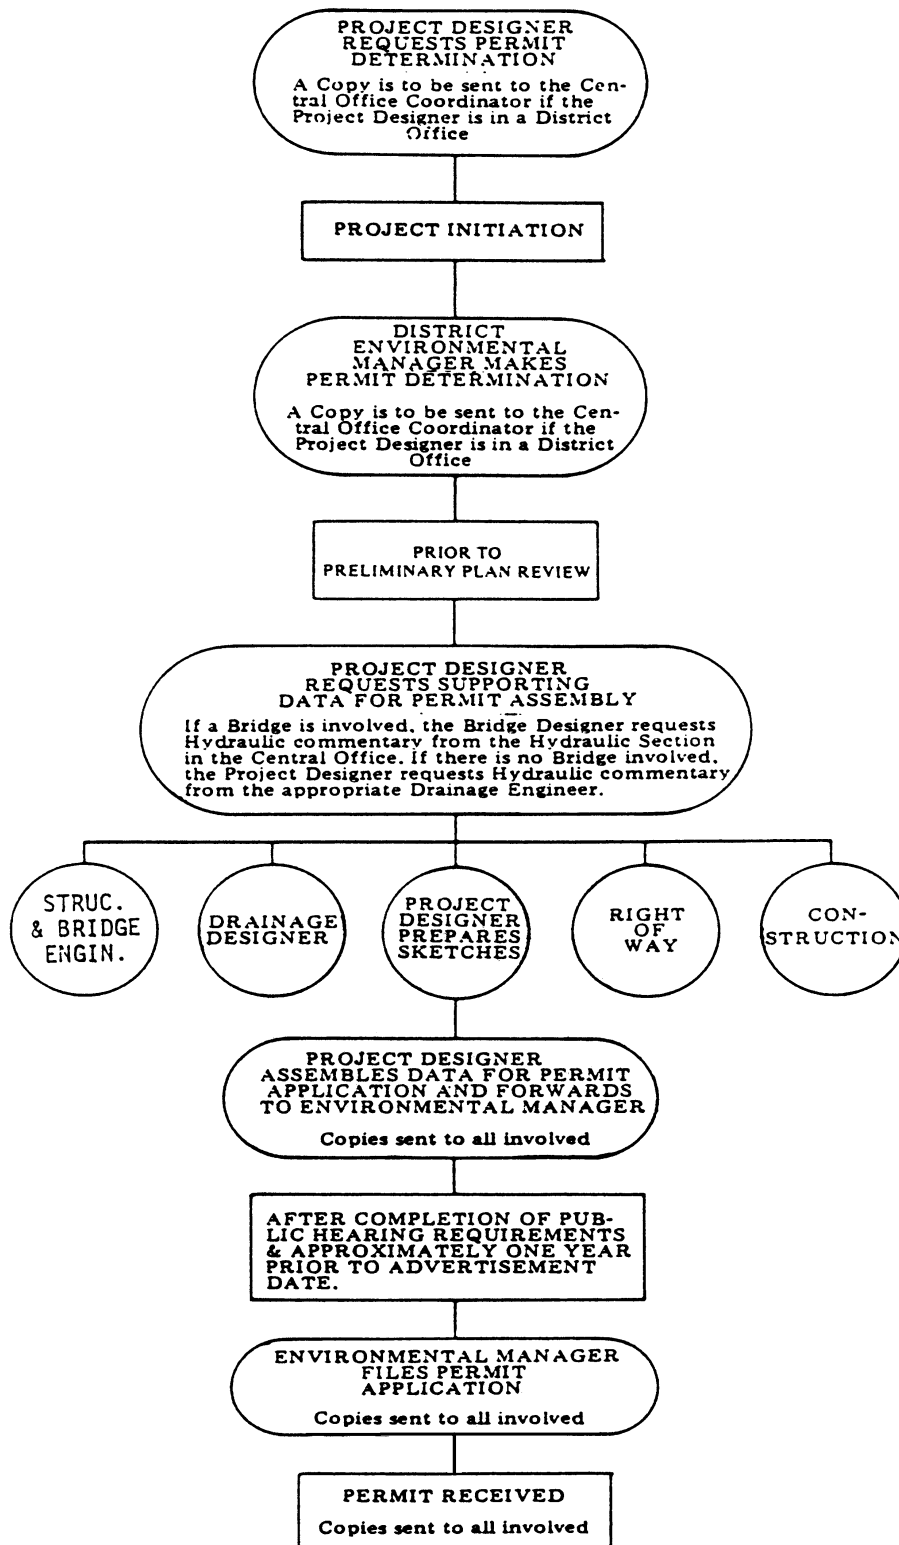 PROJECT DESIGNER
REQUESTS PERMIT
DETERMINATION
A Copy is to be sent to the Cen-
tral Office Coordinator if the
Project Designer is in a District
Office
PROJECT INITIATION
DISTRICT
ENVIRONMENTAL
MANAGER MAKES
PERMIT DETERMINATION
A Copy is to be sent to the Cen-
tral Office Coordinator if the
Project Designer is in a District
Office
PRIOR TO
PRELIMINARY PLAN REVIEW
PROJECT DESIGNER
REQUESTS SUPPORTING
DATA FOR PERMIT ASSEMBLY
If a Bridge is involved, the Bridge Designer requests
Hydraulic commentary from the Hydraulic Section
in the Central Office. If there is no Bridge involved,
the Project Designer requests Hydraulic commentary
from the appropriate Drainage Engineer.
STRUC.
& BRIDGE
ENGIN.
DRAINAGE
DESIGNER
PROJECT
DESIGNER
PREPARES
SKETCHES
RIGHT
OF
WAY
CON-
STRUCTION
PROJECT DESIGNER
ASSEMBLES DATA FOR PERMIT
APPLICATION AND FORWARDS
TO ENVIRONMENTAL MANAGER
Copies sent to all involved
AFTER COMPLETION OF PUB-
LIC HEARING REQUIREMENTS
& APPROXIMATELY ONE YEAR
PRIOR TO ADVERTISEMENT
DATE.
ENVIRONMENTAL MANAGER
FILES PERMIT
APPLICATION
Copies sent to all involved
PERMIT RECEIVED
Copies sent to all involved